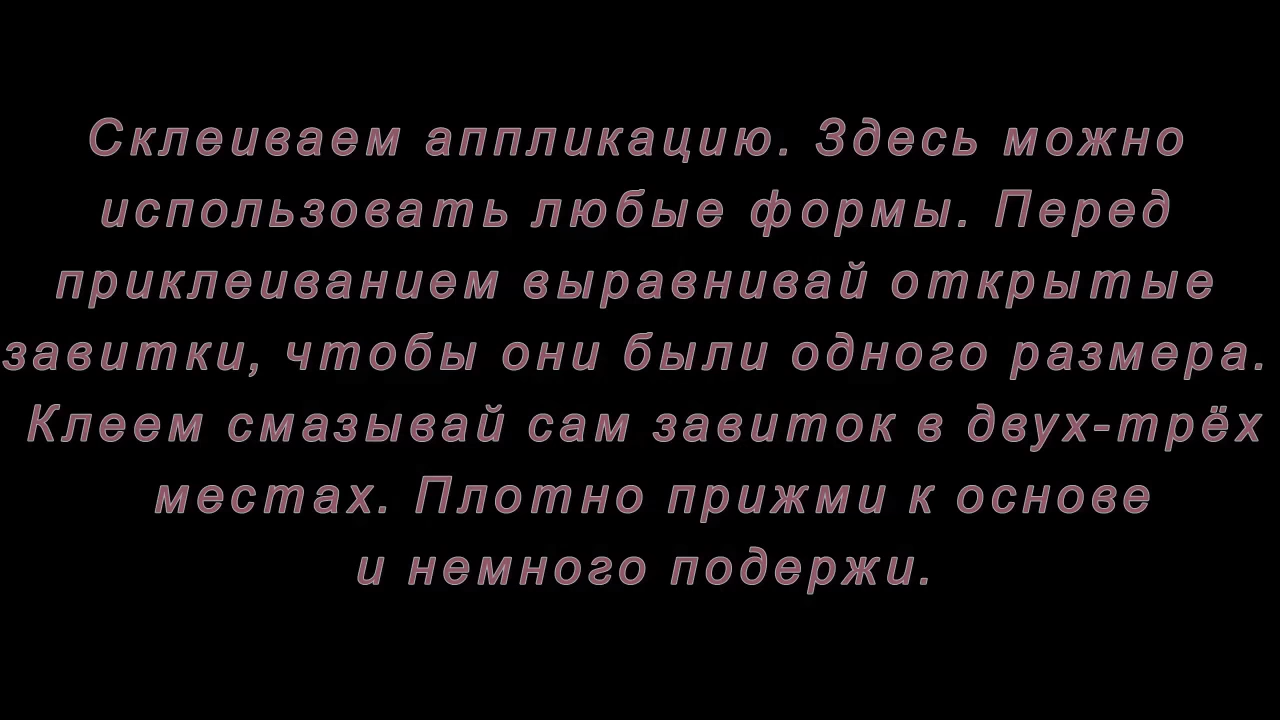 Склеиваем аппликацию. Здесь можно
использовать любые формы. Перед
приклеиванием выравнивай открытые
завитки, чтобы они были одного размера.
Клеем смазывай сам завиток в двух-трёх
местах. Плотно прижми к основе
и немного подержи.